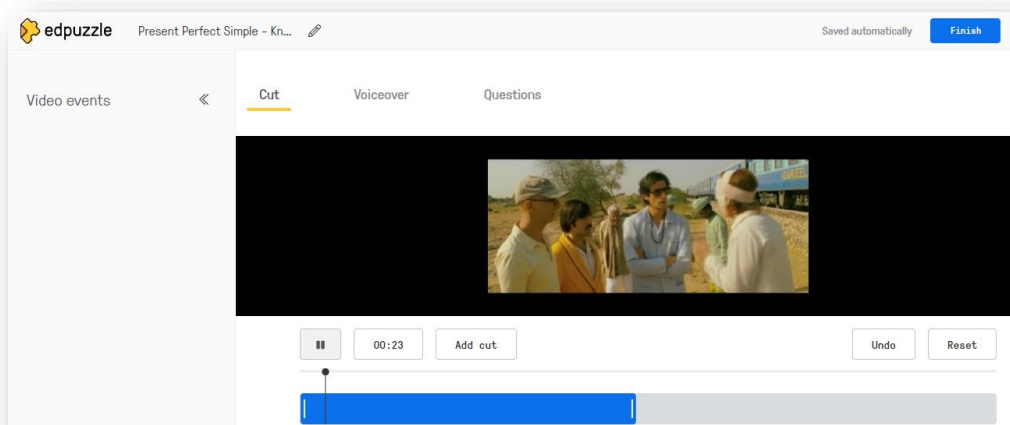 edpuzzle
Present Perfect Simple - Kn...
Saved automatically
Finish
Video events
Cut
Voiceover
Questions
00:23
Add cut
Undo
Reset